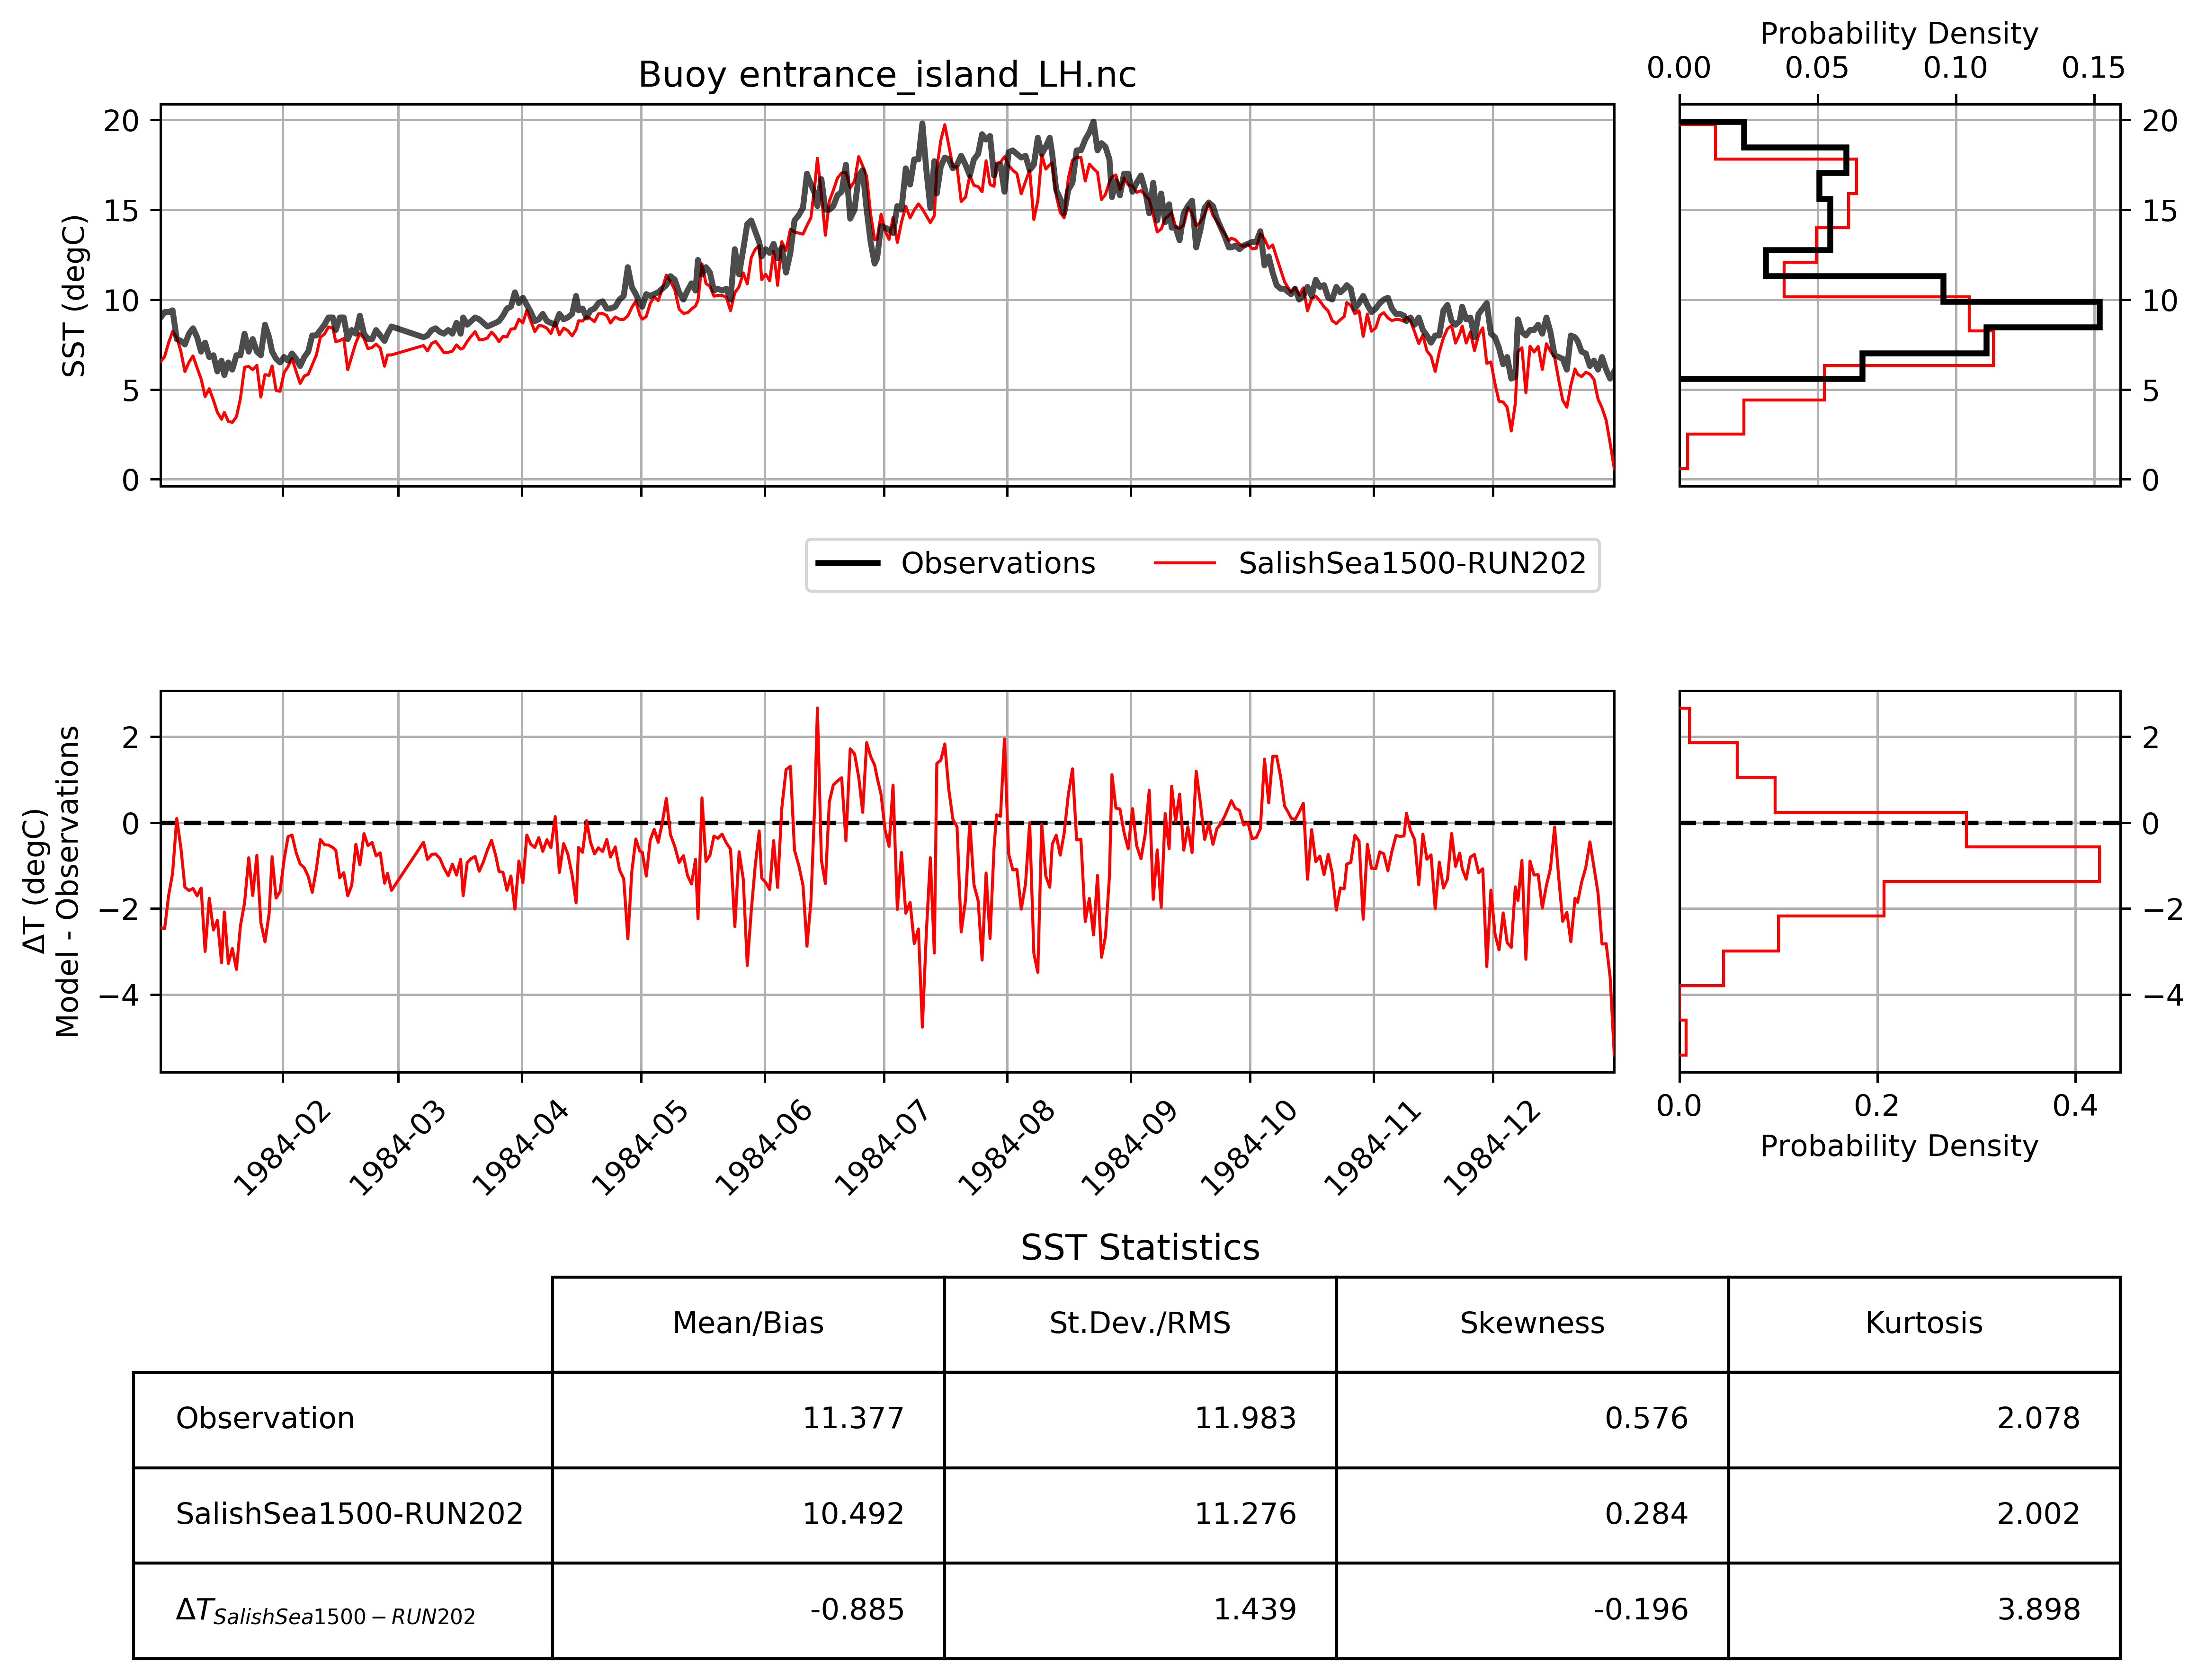 Probability Density
0.00 0.05 0.10 0.15
Buoy entrance_island_LH.nc
SST (degC)
20
15
10
5
0
20
15
10
5
0
Observations SalishSea1500-RUN202
ΔT (degC)
Model - Observations
2
0
−2
−4
2
0
−2
−4
0.0 0.2 0.4
Probability Density
1984-02 1984-03 1984-04 1984-05 1984-06 1984-07 1984-08 1984-09 1984-10 1984-11 1984-12
SST Statistics
Mean/Bias St.Dev./RMS Skewness Kurtosis
Observation 11.377 11.983 0.576 2.078
SalishSea1500-RUN202 10.492 11.276 0.284 2.002
ΔT SalishSea1500−RUN202 -0.885 1.439 -0.196 3.898